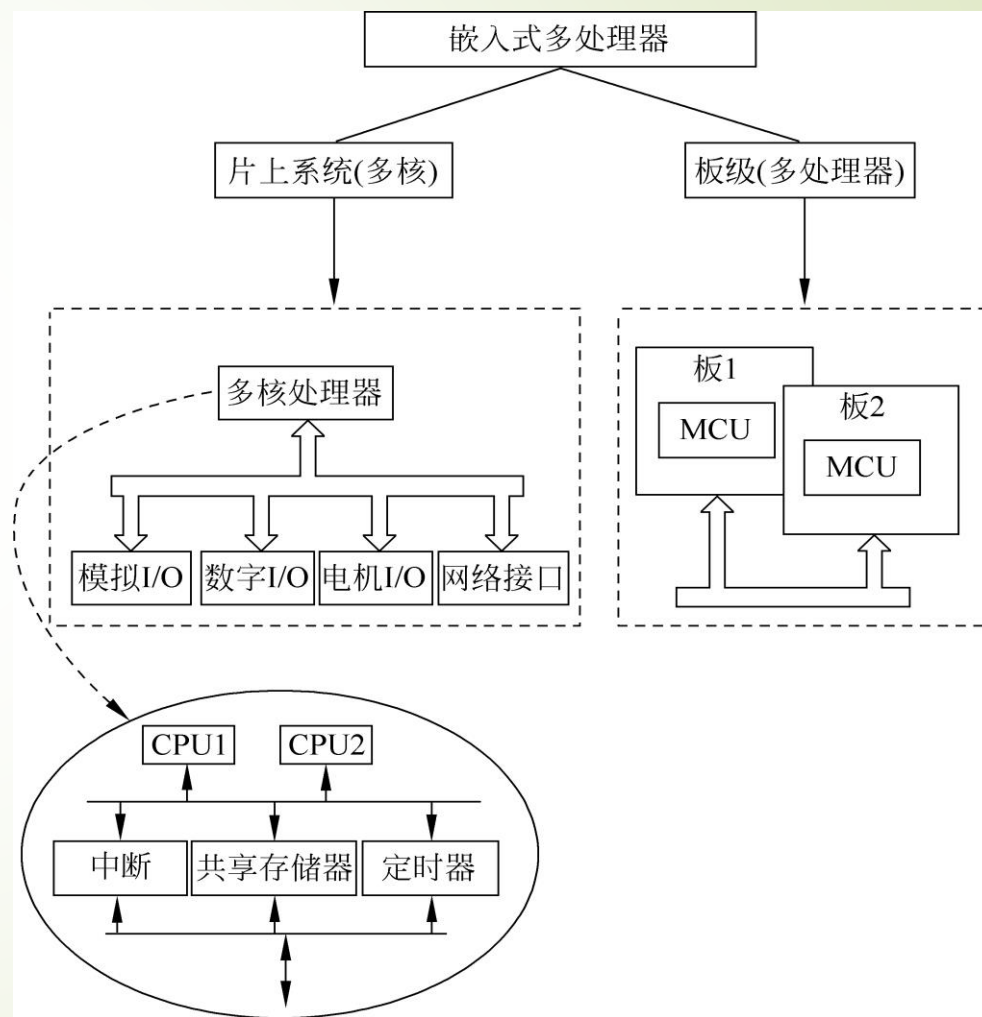 嵌入式多处理器
片上系统(多核)
板级(多处理器)
多核处理器
模拟I/O
数字I/O
电机I/O
网络接口
板1
MCU
板2
MCU
CPU1
CPU2
中断
共享存储器
定时器